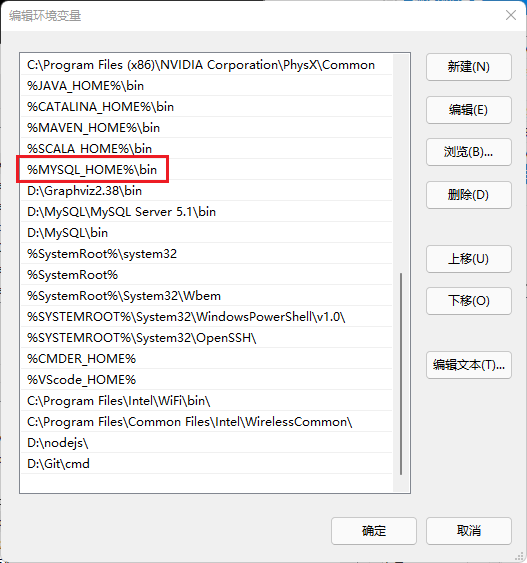 编辑环境变量
C:\Program Files (x86)\NVIDIA Corporation\PhysX\Common
%JAVA_HOME%\bin
%CATALINA_HOME%\bin
%MAVEN_HOME%\bin
%SCALA_HOME%\bin
%MYSQL_HOME%\bin
D:\Graphviz2.38\bin
D:\MySQL\MySQL Server 5.1\bin
D:\MySQL\bin
%SystemRoot%\system32
%SystemRoot%
%SystemRoot%\System32\Wbem
%SYSTEMROOT%\System32\WindowsPowerShell\v1.0\
%SYSTEMROOT%\System32\OpenSSH\
%CMDER_HOME%
%VScode_HOME%
C:\Program Files\Intel\WiFi\bin\
C:\Program Files\Common Files\Intel\WirelessCommon\
D:\nodejs\
D:\Git\cmd
新建(N)
编辑(E)
浏览(B)...
删除(D)
上移(U)
下移(O)
编辑文本(T)...
确定
取消